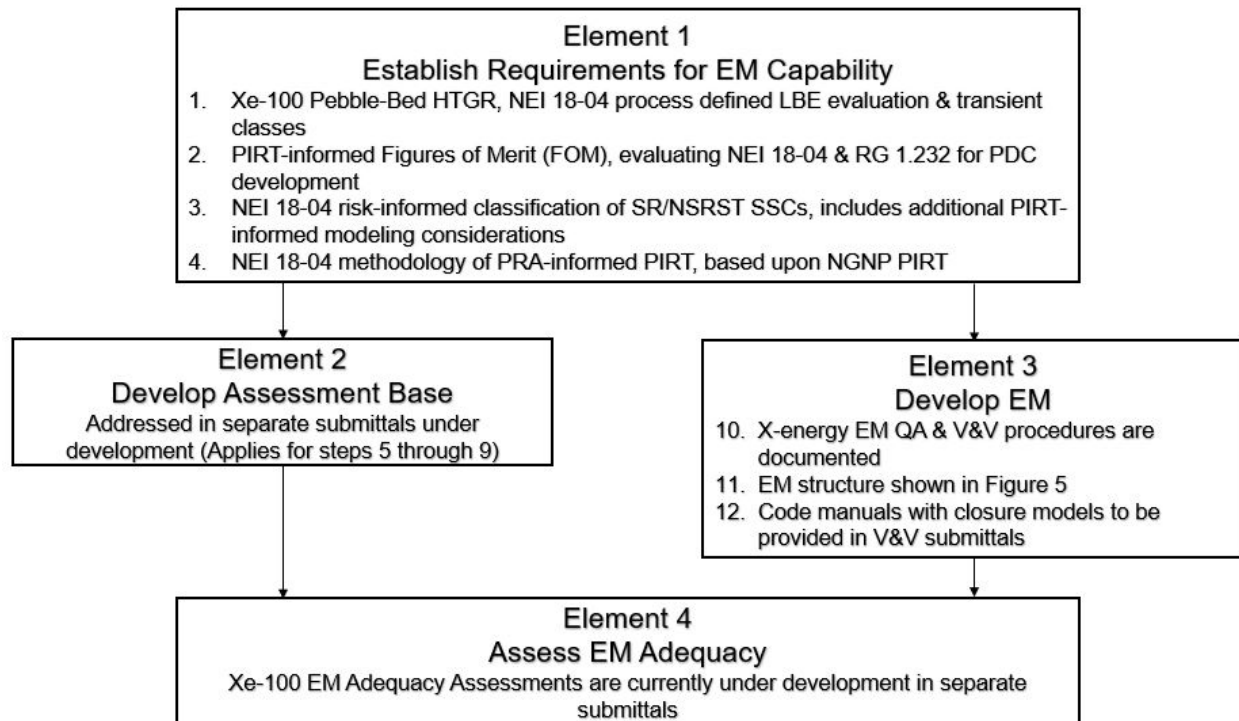 Element 1
Establish Requirements for EM Capability
1. Xe-100 Pebble-Bed HTGR, NEI 18-04 process defined LBE evaluation & transient
classes
2. PIRT-informed Figures of Merit (FOM), evaluating NEI 18-04 & RG 1.232 for PDC
development
3. NEI 18-04 risk-informed classification of SR/NSRST SSCs, includes additional PIRT-
informed modeling considerations
4. NEI 18-04 methodology of PRA-informed PIRT, based upon NGNP PIRT
Element 2
Develop Assessment Base
Addressed in separate submittals under
development (Applies for steps 5 through 9)
Element 3
Develop EM
10. X-energy EM QA & V&V procedures are
documented
11. EM structure shown in Figure 5
12. Code manuals with closure models to be
provided in V&V submittals
Element 4
Assess EM Adequacy
Xe-100 EM Adequacy Assessments are currently under development in separate
submittals